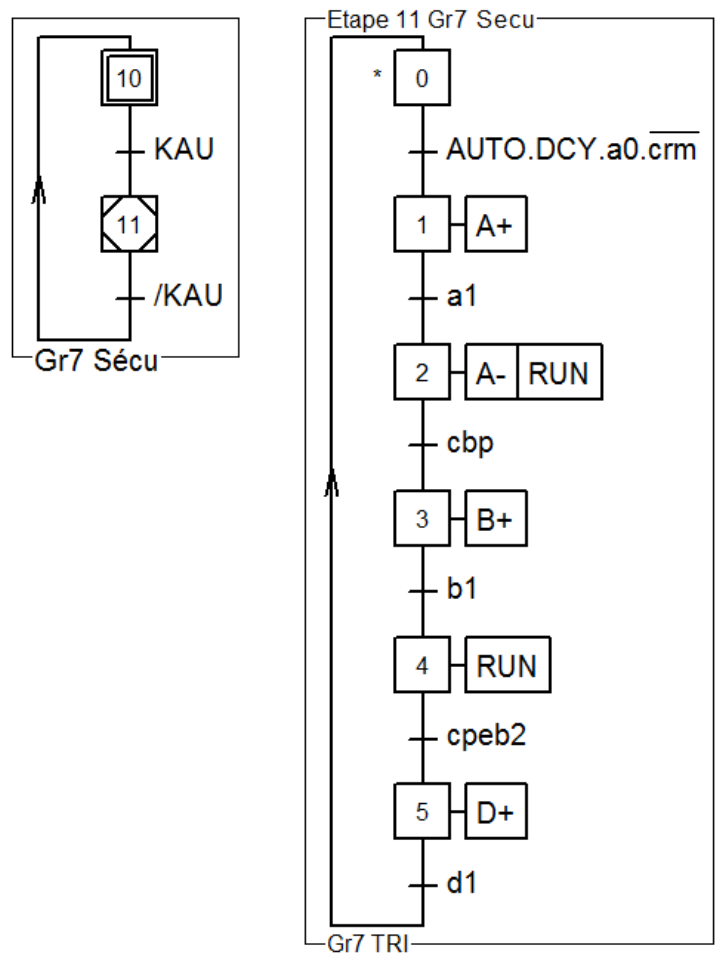 10
KAU
11
/KAU
Gr7 Sécu
Etape 11 Gr7 Secu
* 0
AUTO.DCY.a0.c̅r̅m̅
1 A+
a1
2 A- RUN
cbp
3 B+
b1
4 RUN
cpeb2
5 D+
d1
Gr7 TRI